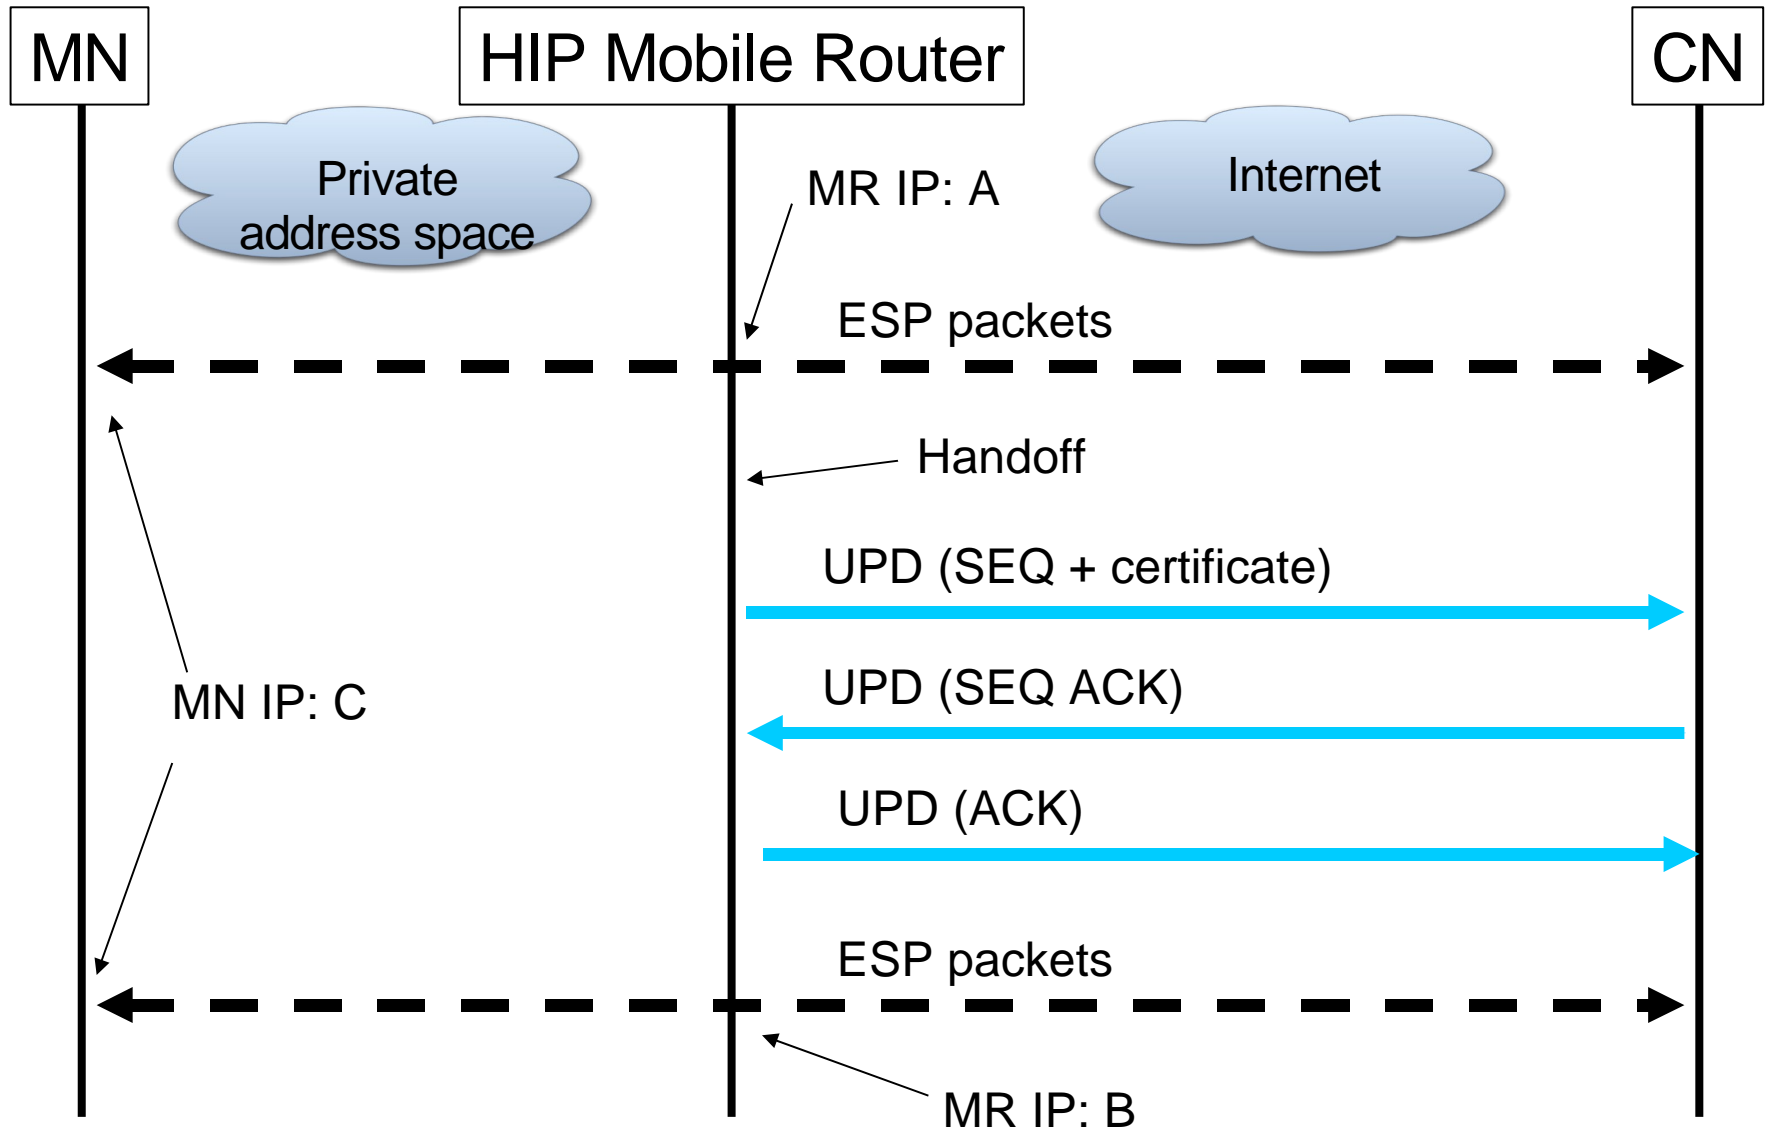 MN
HIP Mobile Router
CN
Private
address space
MR IP: A
Internet
ESP packets
Handoff
UPD (SEQ + certificate)
UPD (SEQ ACK)
MN IP: C
UPD (ACK)
ESP packets
MR IP: B